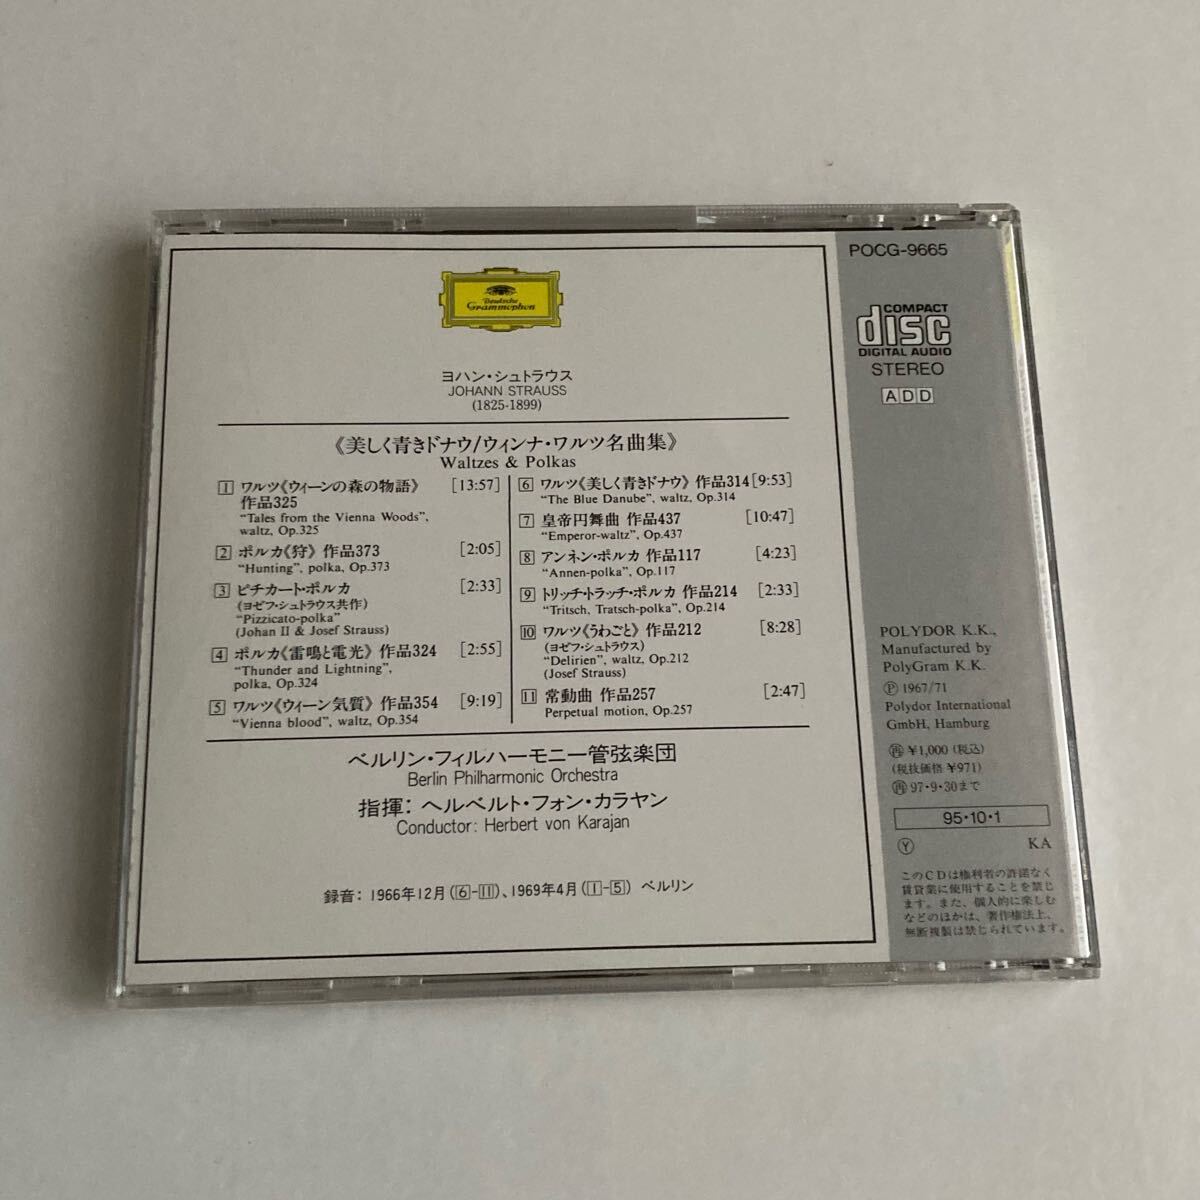 Deutsche
Grammophon
ヨハン・シュトラウス
JOHANN STRAUSS
(1825-1899)
《美しく青きドナウ/ウィンナ・ワルツ名曲集》
Waltzes & Polkas
1 ワルツ《ウィーンの森の物語》 [13:57]
作品325
"Tales from the Vienna Woods",
waltz, Op.325
2 ポルカ《狩》 作品373 [2:05]
"Hunting", polka, Op.373
3 ピチカート・ポルカ [2:33]
(ヨゼフ・シュトラウス共作)
"Pizzicato-polka"
(Johan II & Josef Strauss)
4 ポルカ《雷鳴と電光》 作品324 [2:55]
"Thunder and Lightning",
polka, Op.324
5 ワルツ《ウィーン気質》 作品354 [9:19]
"Vienna blood", waltz, Op.354
6 ワルツ《美しく青きドナウ》 作品314 [9:53]
"The Blue Danube", waltz, Op.314
7 皇帝円舞曲 作品437 [10:47]
"Emperor-waltz", Op.437
8 アンネン・ポルカ 作品117 [4:23]
"Annen-polka", Op.117
9 トリッチ・トラッチ・ポルカ 作品214 [2:33]
"Tritsch, Tratsch-polka", Op.214
10 ワルツ《うわごと》 作品212 [8:28]
(ヨゼフ・シュトラウス)
"Delirien", waltz, Op.212
(Josef Strauss)
11 常動曲 作品257 [2:47]
Perpetual motion, Op.257
ベルリン・フィルハーモニー管弦楽団
Berlin Philharmonic Orchestra
指揮: ヘルベルト・フォン・カラヤン
Conductor: Herbert von Karajan
録音: 1966年12月(6-11)、1969年4月(1-5) ベルリン
POCG-9665
COMPACT
disc
DIGITAL AUDIO
STEREO
ADD
POLYDOR K.K.,
Manufactured by
PolyGram K.K.
Ⓟ 1967/71
Polydor International
GmbH, Hamburg
㊢ ¥1,000 (税込)
(税抜価格 ¥971)
㊢ 97・9・30まで
95・10・1
Ⓨ KA
このCDは権利者の許諾なく
賃貸業に使用することを禁じ
ます。また、個人的に楽しむ
などのほかは、著作権法上、
無断複製は禁じられています。